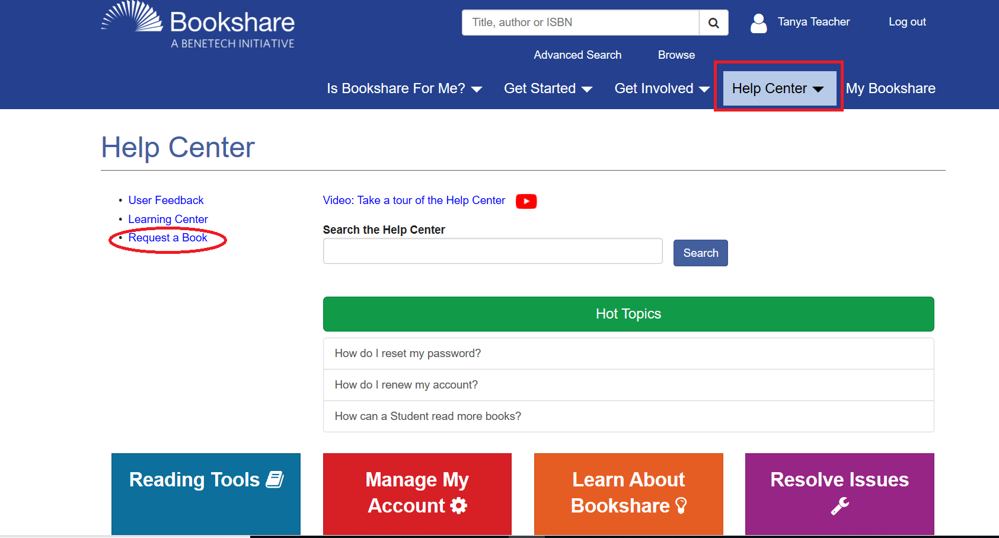 Bookshare
A BENETECH INITIATIVE
Title, author or ISBN
Tanya Teacher
Log out
Advanced Search
Browse
Is Bookshare For Me?
Get Started
Get Involved
Help Center
My Bookshare
Help Center
User Feedback
Learning Center
Request a Book
Video: Take a tour of the Help Center
Search the Help Center
Search
Hot Topics
How do I reset my password?
How do I renew my account?
How can a Student read more books?
Reading Tools
Manage My
Account
Learn About
Bookshare
Resolve Issues